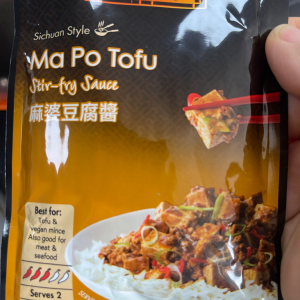 Sichuan Style
Ma Po Tofu
Stir-fry Sauce
麻婆豆腐醬
Best for:
Tofu &
vegan mince
Also good for
meat &
seafood
Serves 2